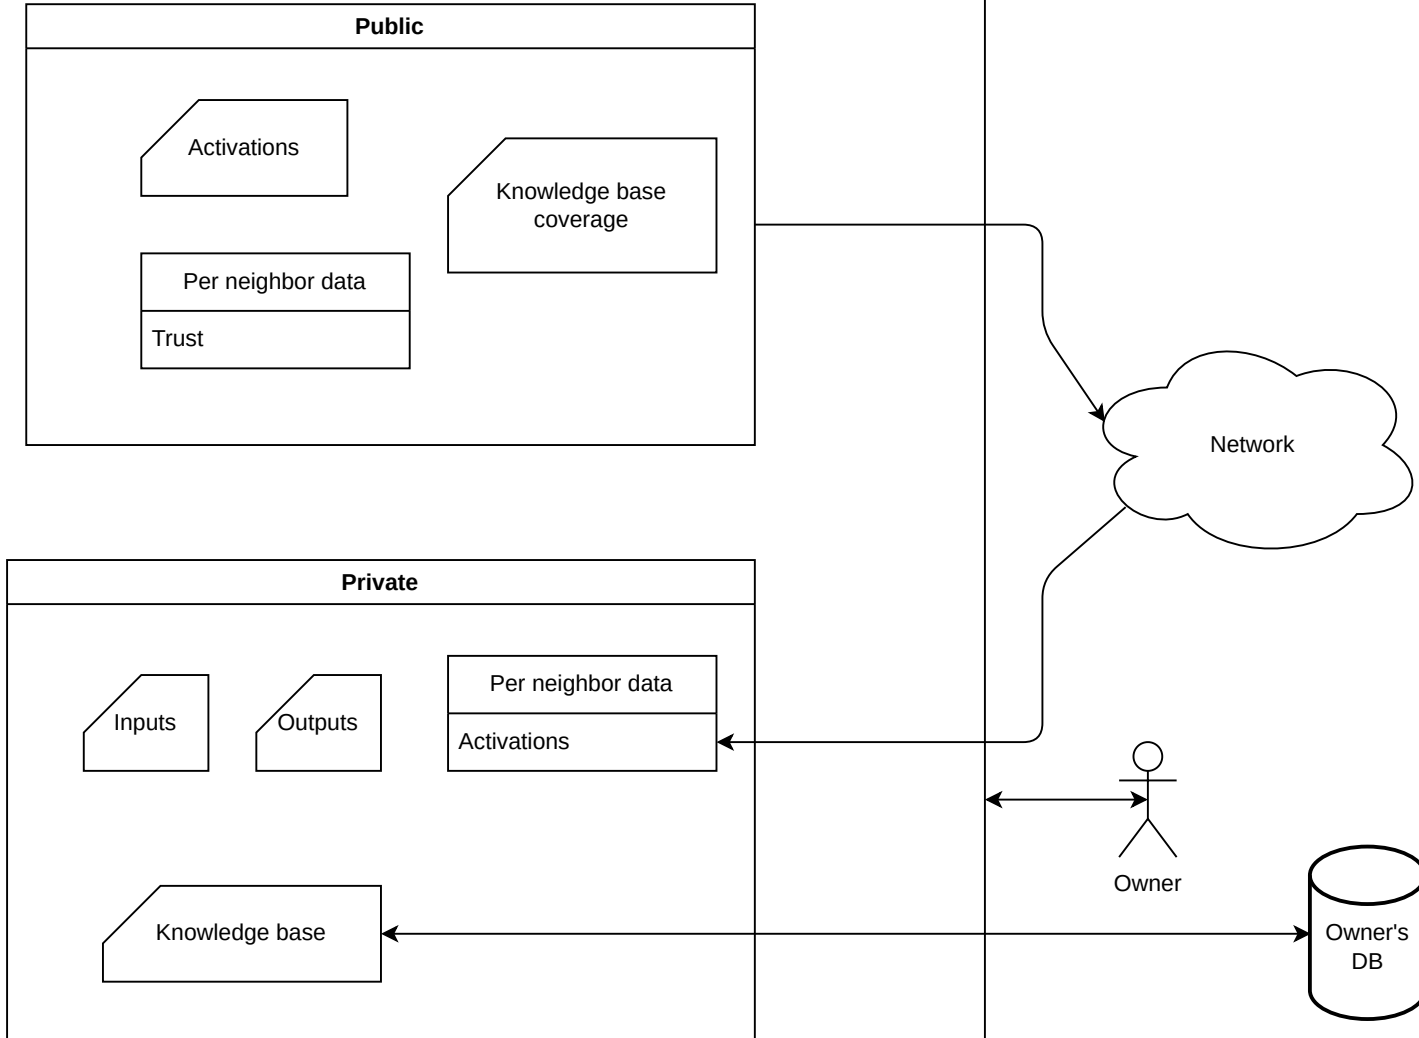 Public
Activations
Knowledge base
coverage
Per neighbor data
Trust
Network
Private
Per neighbor data
Inputs
Outputs
Activations
Owner
Knowledge base
Owner's
DB